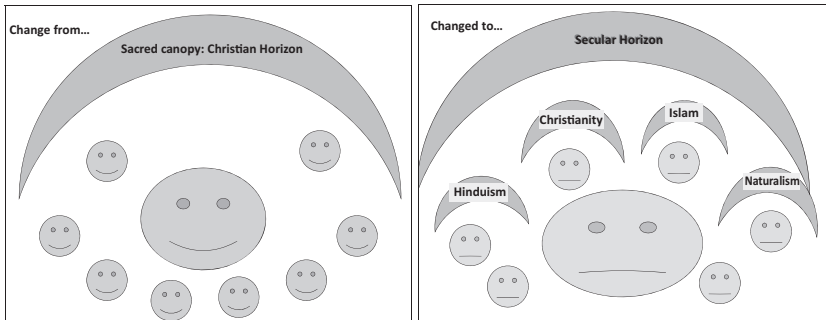 Change from...
Sacred canopy: Christian Horizon
Changed to...
Secular Horizon
Christianity
Islam
Hinduism
Naturalism